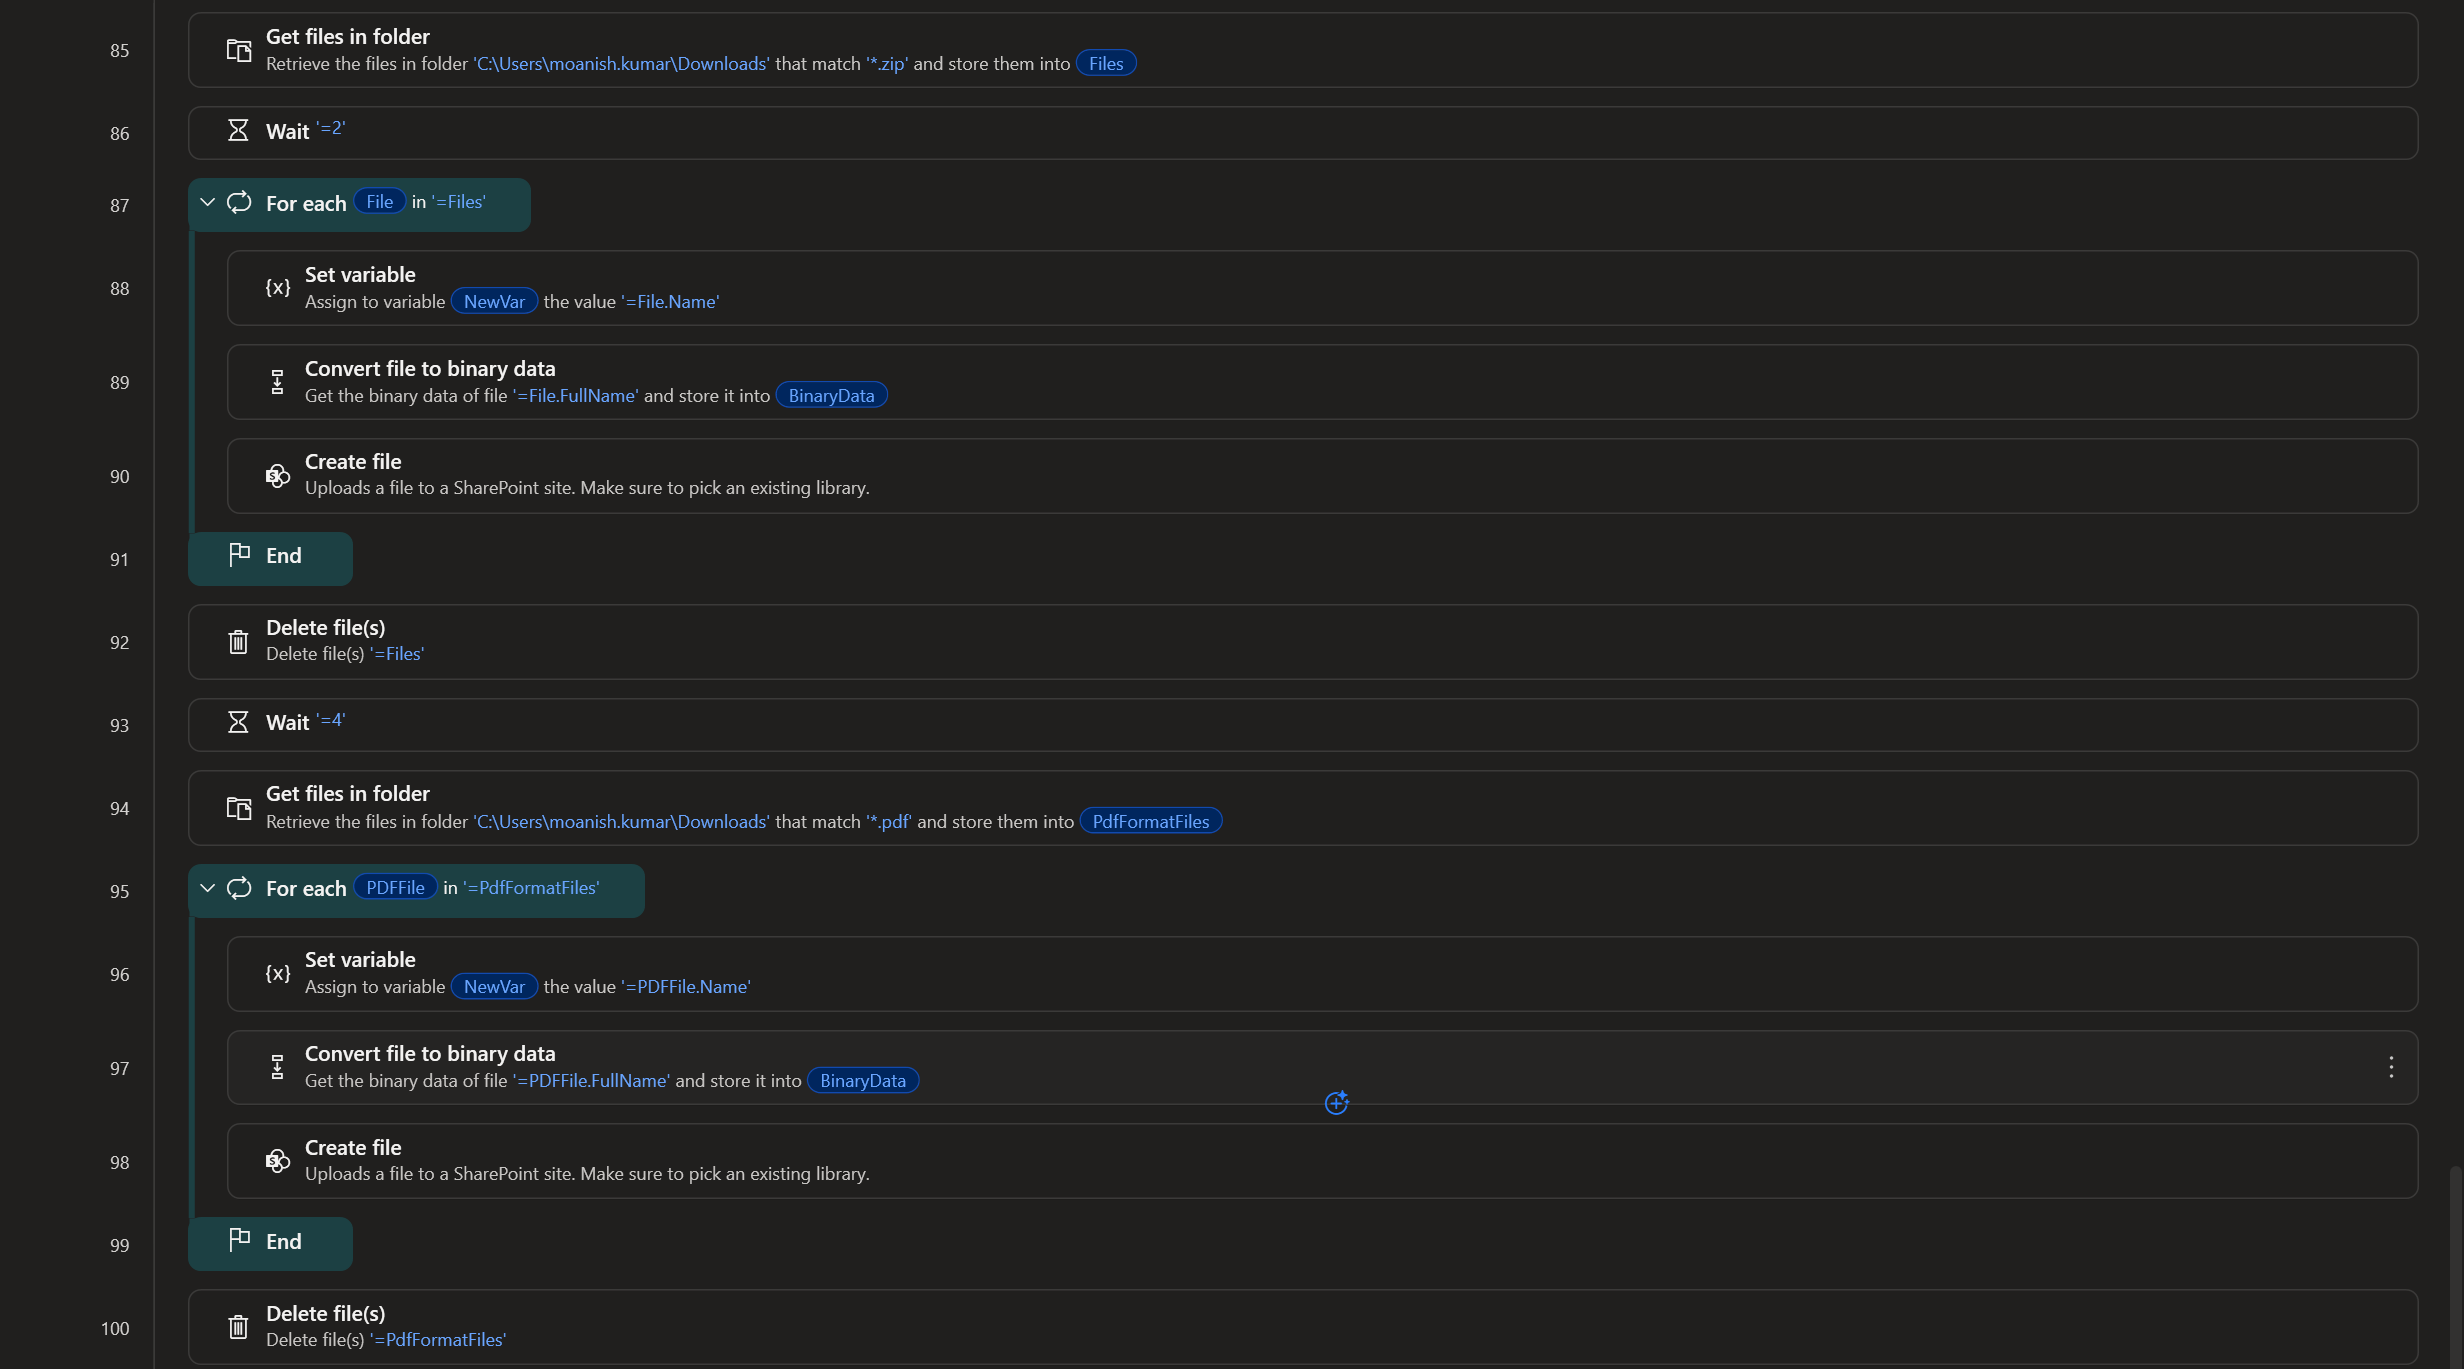 85
Get files in folder
Retrieve the files in folder 'C:\Users\moanish.kumar\Downloads' that match '*.zip' and store them into Files
86
Wait '=2'
87
For each File in '=Files'
88
Set variable
Assign to variable NewVar the value '=File.Name'
89
Convert file to binary data
Get the binary data of file '=File.FullName' and store it into BinaryData
90
Create file
Uploads a file to a SharePoint site. Make sure to pick an existing library.
91
End
92
Delete file(s)
Delete file(s) '=Files'
93
Wait '=4'
94
Get files in folder
Retrieve the files in folder 'C:\Users\moanish.kumar\Downloads' that match '*.pdf' and store them into PdfFormatFiles
95
For each PDFFile in '=PdfFormatFiles'
96
Set variable
Assign to variable NewVar the value '=PDFFile.Name'
97
Convert file to binary data
Get the binary data of file '=PDFFile.FullName' and store it into BinaryData
98
Create file
Uploads a file to a SharePoint site. Make sure to pick an existing library.
99
End
100
Delete file(s)
Delete file(s) '=PdfFormatFiles'